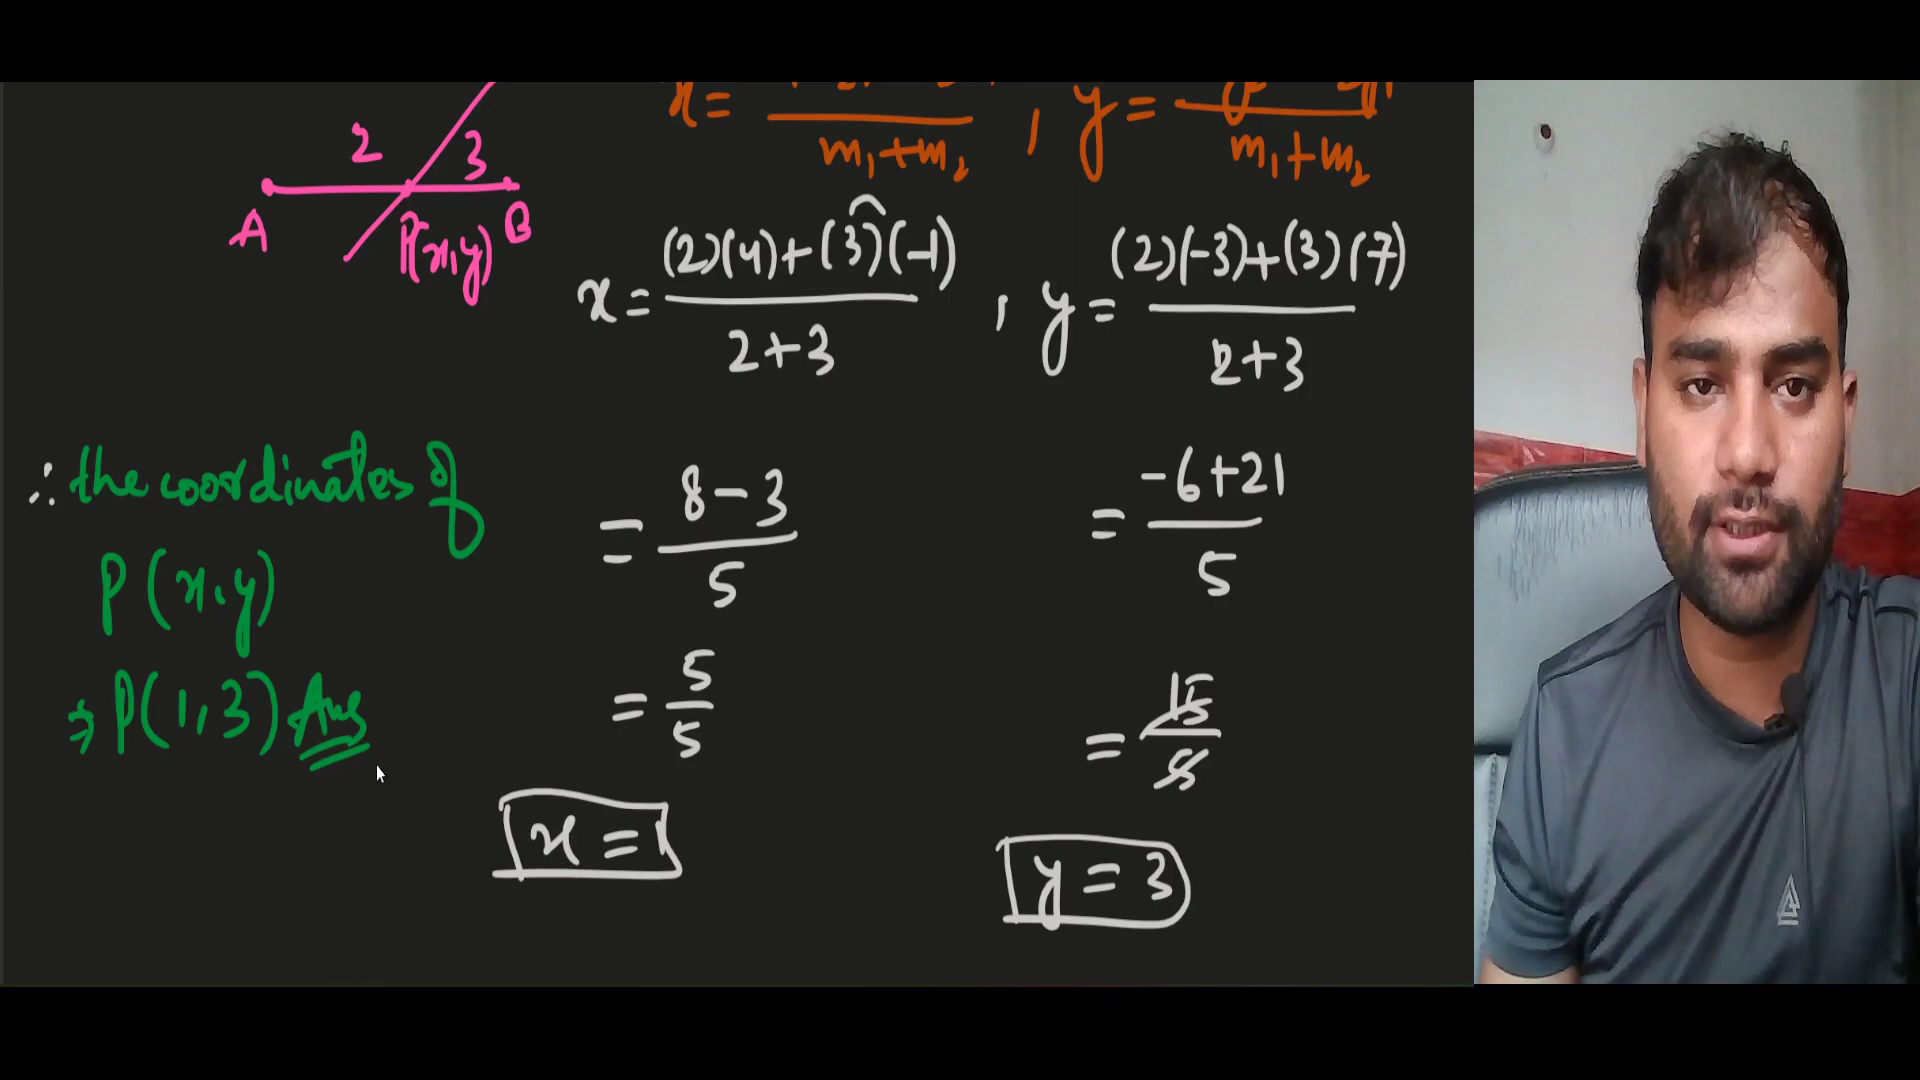 x = ‾‾‾‾ / m₁+m₂ , y = ‾‾‾‾ / m₁+m₂
2 3
A P(x,y) B
x = (2)(4)+(3)(-1) / 2+3 , y = (2)(-3)+(3)(7) / 2+3
∴ the coordinates of
P(x,y)
⇒ P(1,3) Ans
= 8-3 / 5
= 5/5
x=1
= -6+21 / 5
= 15/5
y=3